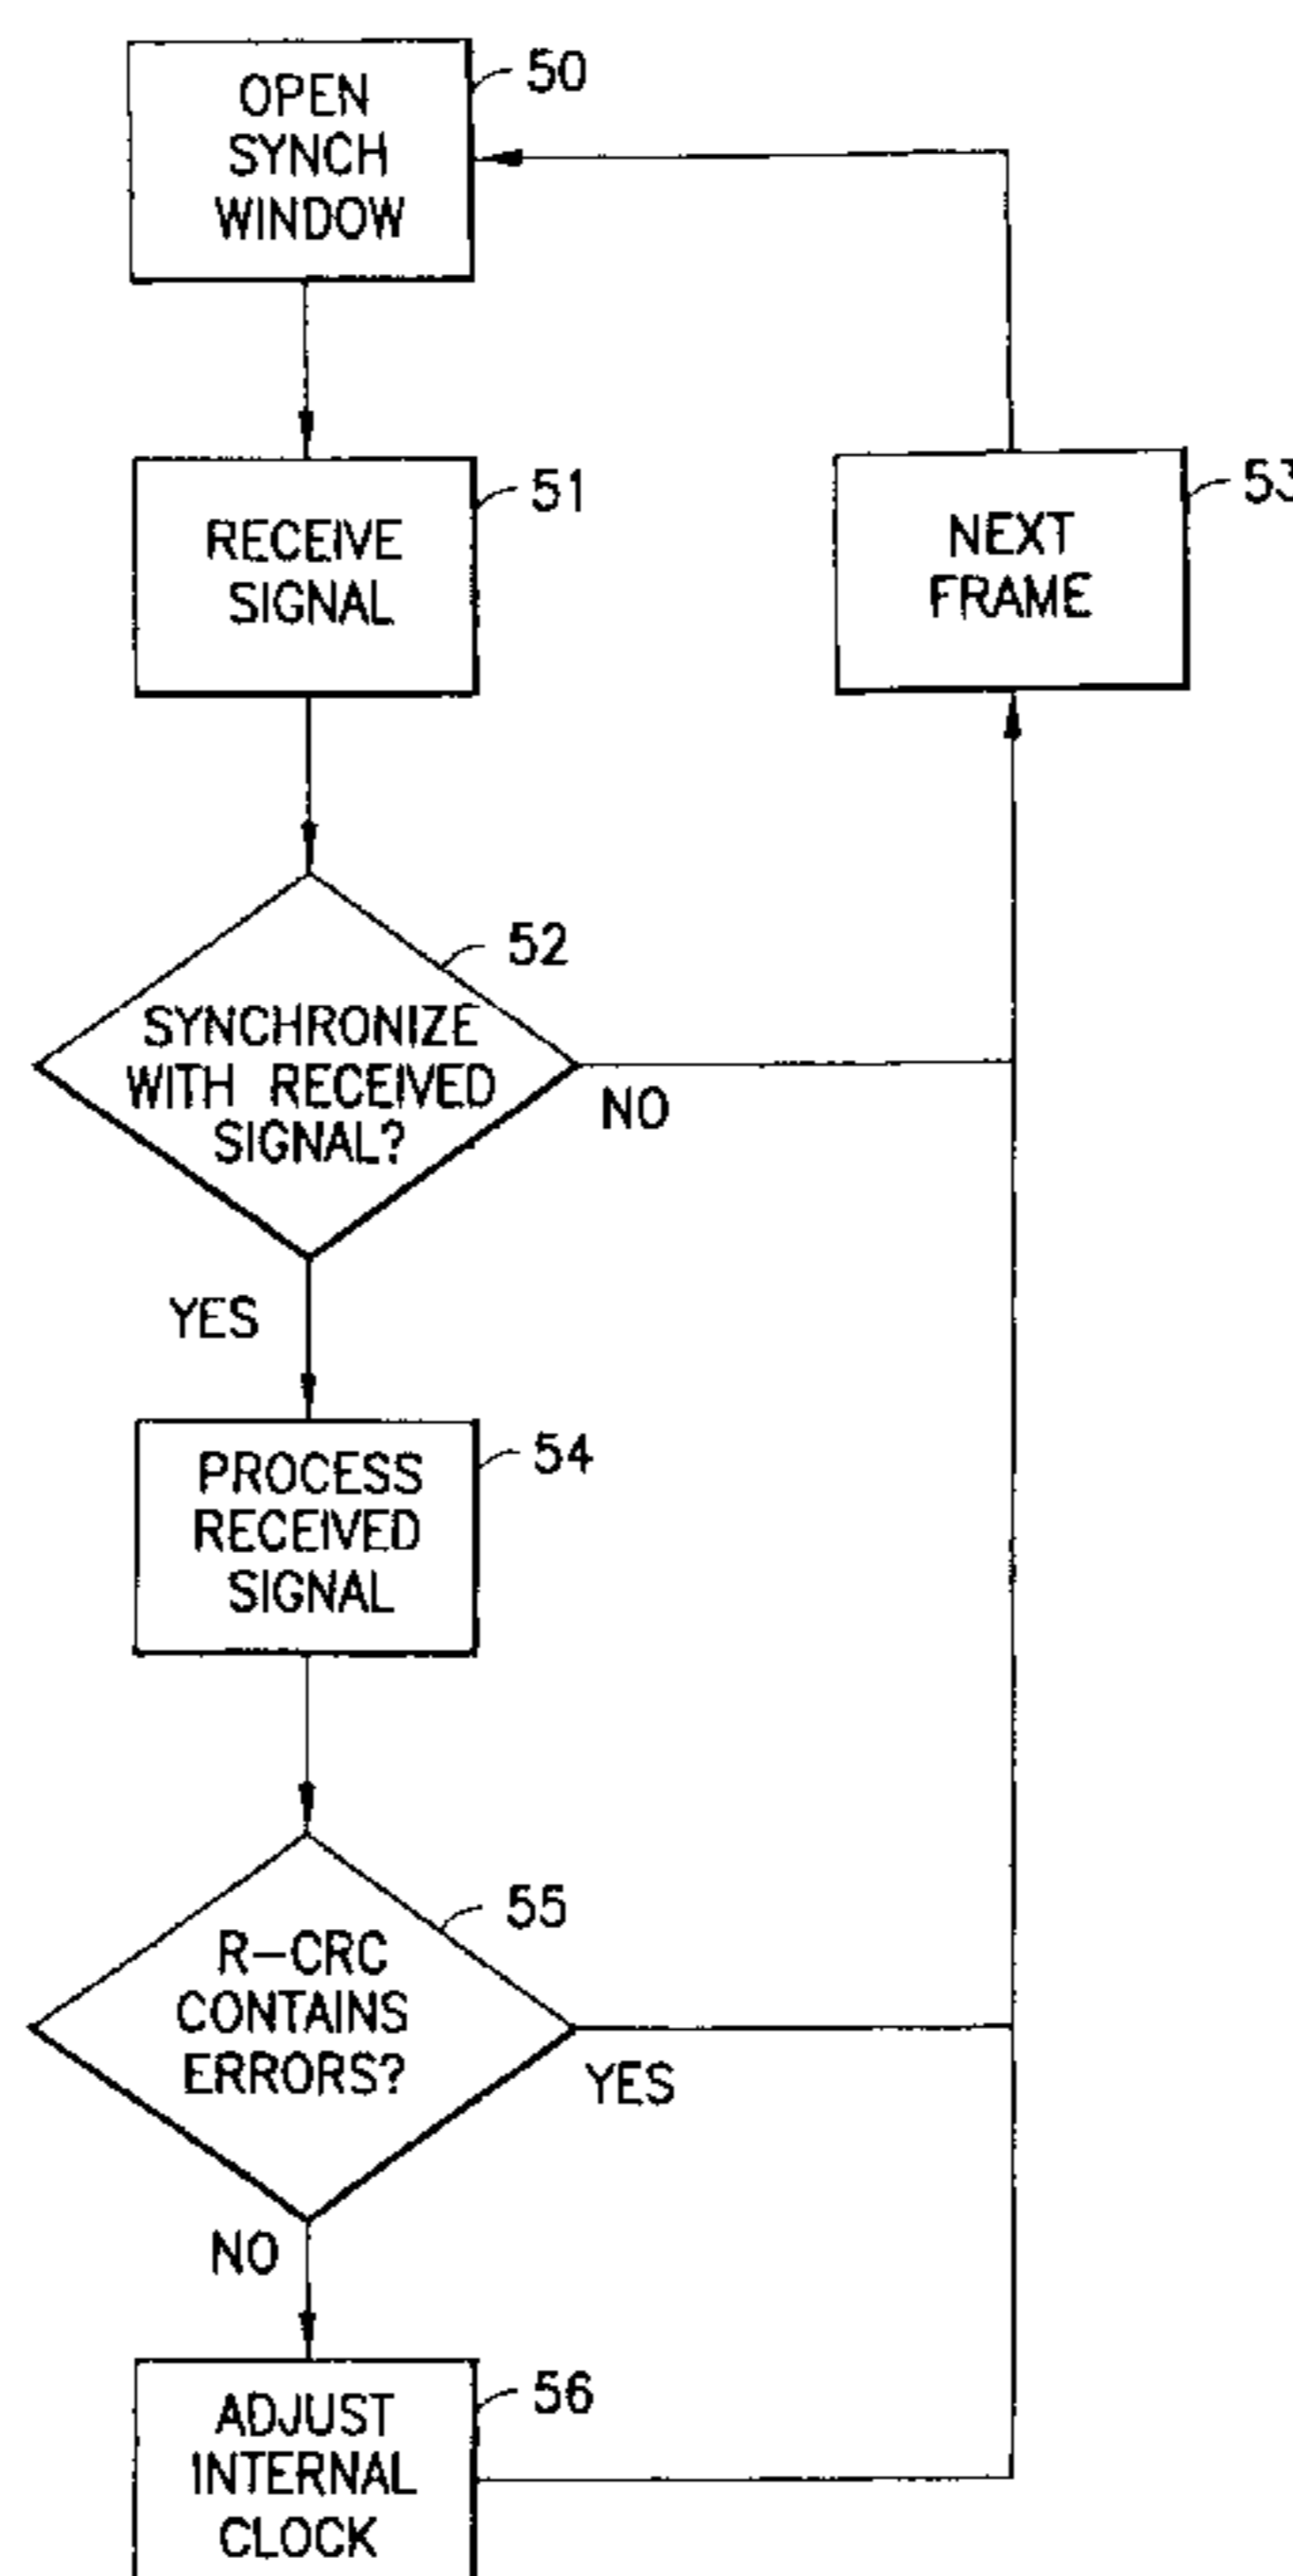 OPEN
SYNCH
WINDOW
50
RECEIVE
SIGNAL
51
NEXT
FRAME
53
SYNCHRONIZE
WITH RECEIVED
SIGNAL?
52
NO
YES
PROCESS
RECEIVED
SIGNAL
54
R-CRC
CONTAINS
ERRORS?
55
YES
NO
ADJUST
INTERNAL
CLOCK
56